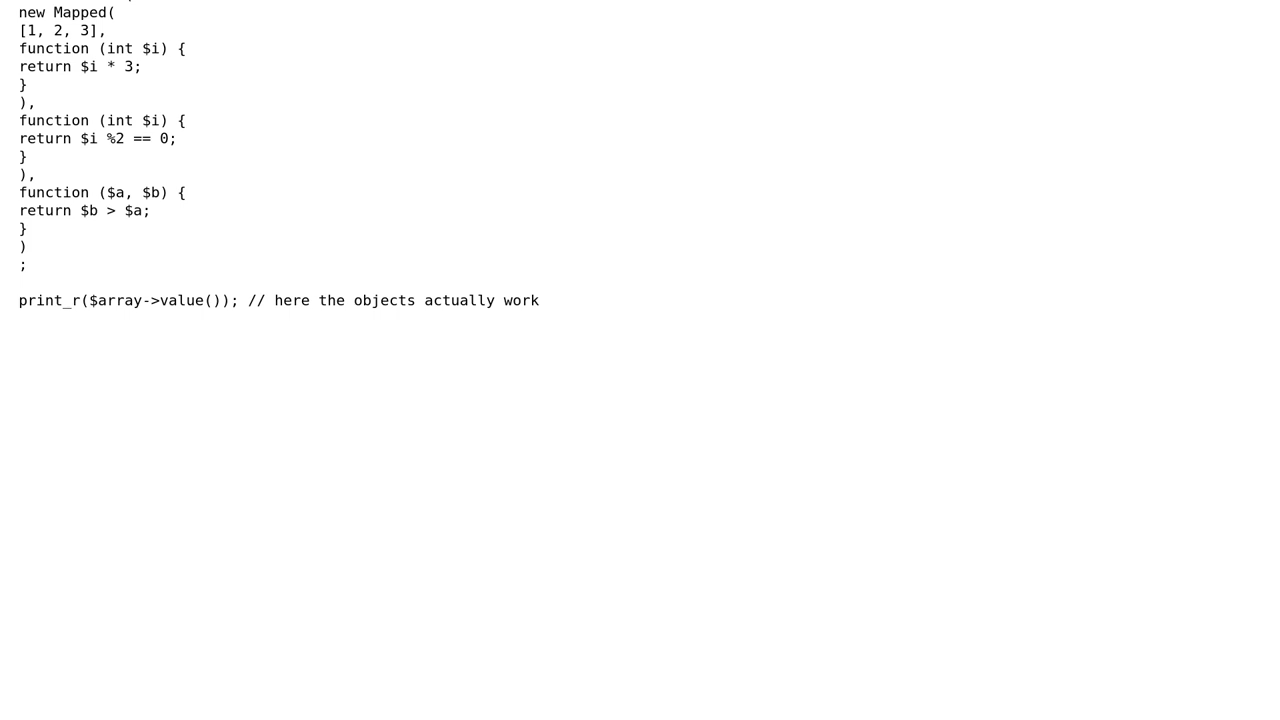 new Mapped(
[1, 2, 3],
function (int $i) {
return $i * 3;
}
),
function (int $i) {
return $i %2 == 0;
}
),
function ($a, $b) {
return $b > $a;
}
)
;

print_r($array->value()); // here the objects actually work